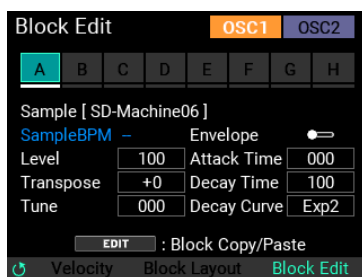 Block Edit OSC1 OSC2
A B C D E F G H
Sample [ SD-Machine06 ]
SampleBPM -- Envelope
Level 100 Attack Time 000
Transpose +0 Decay Time 100
Tune 000 Decay Curve Exp2
EDIT : Block Copy/Paste
Velocity Block Layout Block Edit